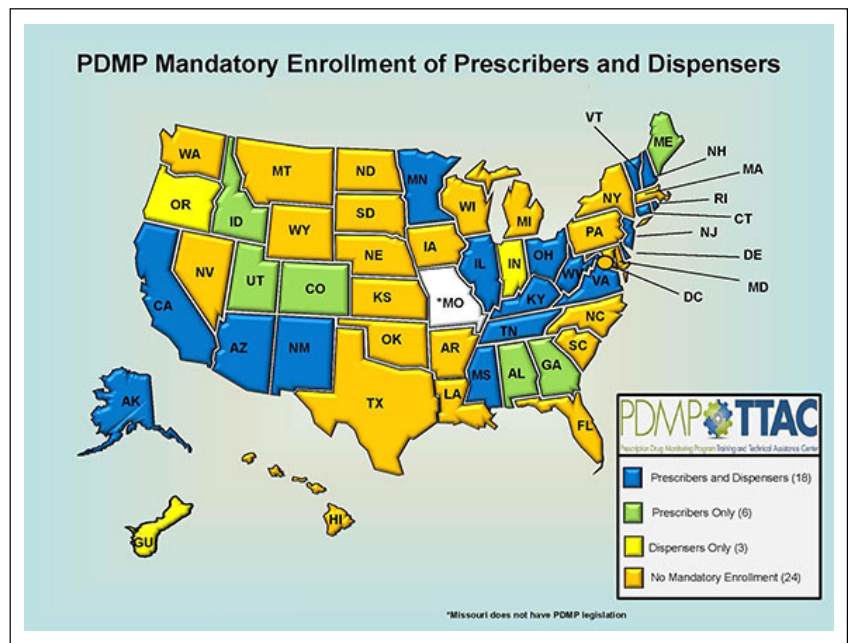 PDMP Mandatory Enrollment of Prescribers and Dispensers
VT
ME
NH
WA
MT
ND
MN
MA
OR
ID
SD
WI
MI
NY
RI
CT
WY
IA
PA
NJ
NE
NV
UT
CO
IL
IN
OH
WV
VA
DE
MD
DC
CA
KS
*MO
KY
AZ
NM
OK
AR
TN
NC
SC
TX
LA
MS
AL
GA
AK
FL
HI
GU
PDMP TTAC
Prescription Drug Monitoring Program Training and Technical Assistance Center
Prescribers and Dispensers (18)
Prescribers Only (6)
Dispensers Only (3)
No Mandatory Enrollment (24)
*Missouri does not have PDMP legislation